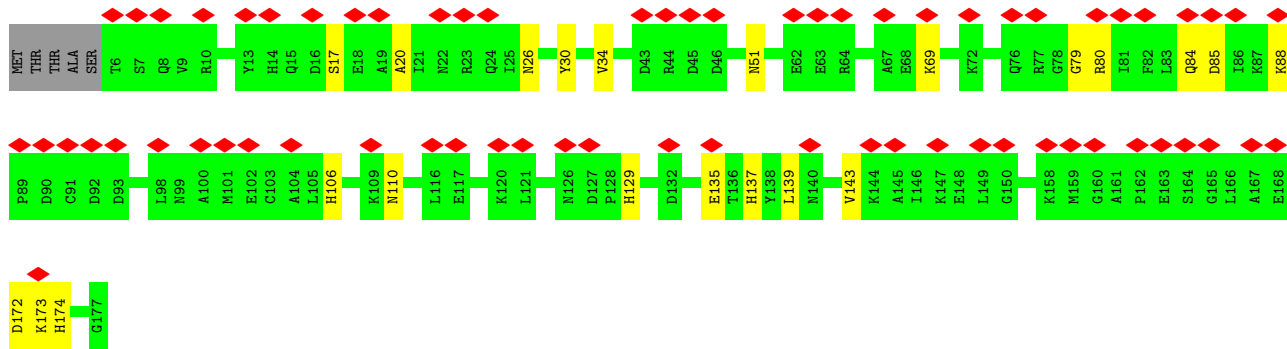 MET THR THR ALA SER T6 S7 Q8 V9 R10 Y13 H14 Q15 D16 S17 E18 A19 A20 I21 N22 R23 Q24 I25 N26 Y30 V34 D43 R44 D45 D46 N51 E62 E63 R64 A67 E68 K69 K72 Q76 R77 G78 G79 R80 I81 F82 L83 Q84 D85 I86 K87 K88
P89 D90 C91 D92 D93 L98 N99 A100 M101 E102 C103 A104 L105 H106 K109 N110 L116 E117 K120 L121 N126 D127 P128 H129 D132 E135 T136 H137 Y138 L139 N140 V143 K144 A145 I146 K147 E148 L149 G150 K158 M159 G160 A161 P162 E163 S164 G165 L166 A167 E168
D172 K173 H174 G177